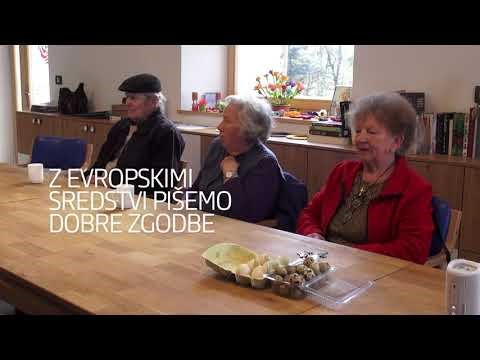 Z EVROPSKIMI
SREDSTVI PIŠEMO
DOBRE ZGODBE